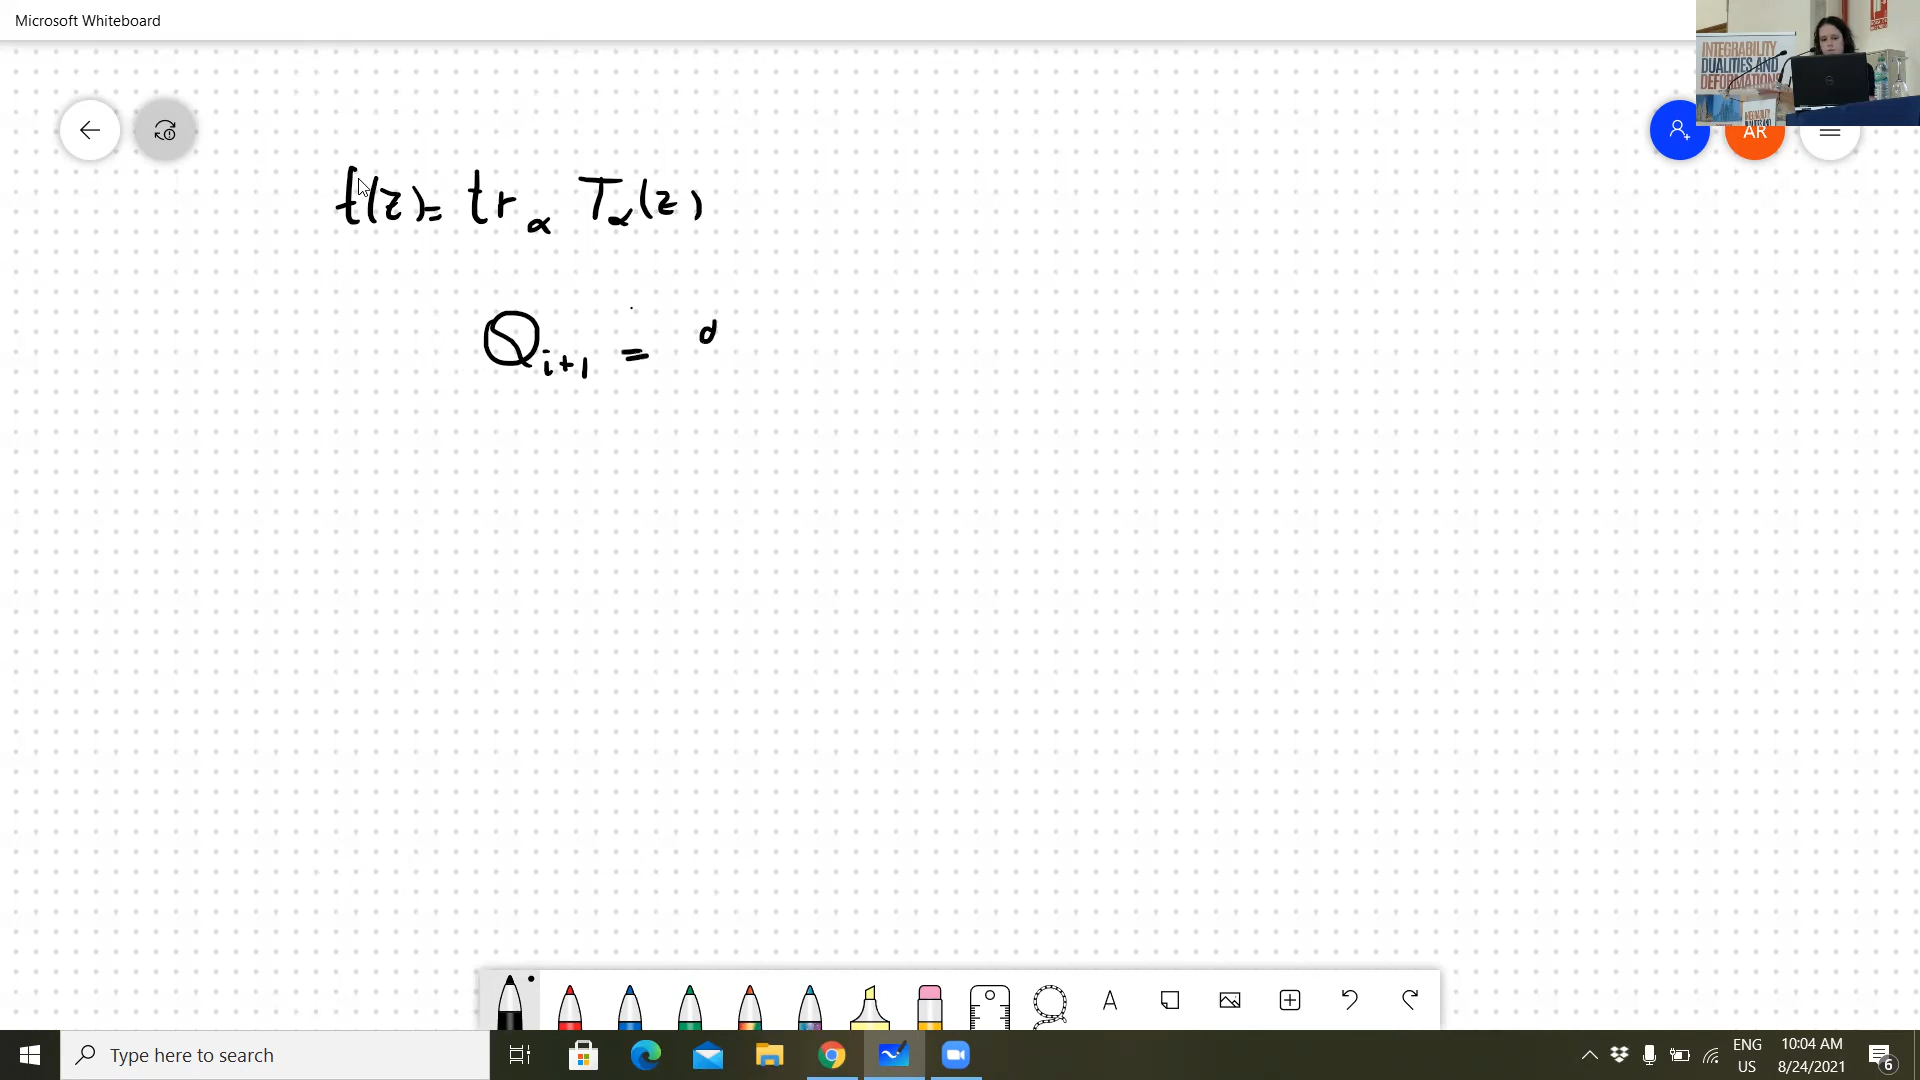 Microsoft Whiteboard
INTEGRABILITY
DUALITIES AND
DEFORMATIONS
AR
t(z) = tr_α T_α(z)
Q_{i+1} = d
A
Type here to search
ENG
US
10:04 AM
8/24/2021
6